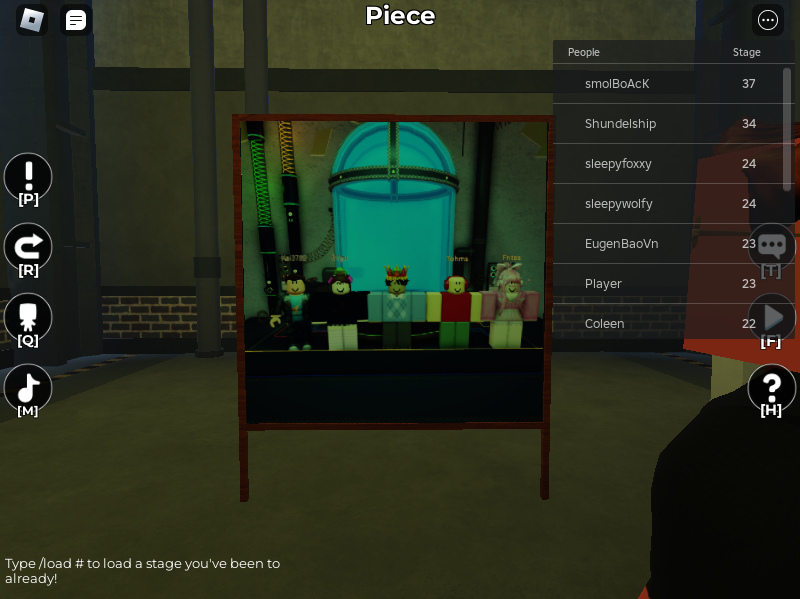 Piece
People Stage
smolBoAcK 37
Shundelship 34
sleepyfoxxy 24
sleepywolfy 24
EugenBaoVn 23
Player 23
Coleen 22
[P]
[R]
[Q]
[M]
[T]
[F]
[H]
Type /load # to load a stage you've been to
already!